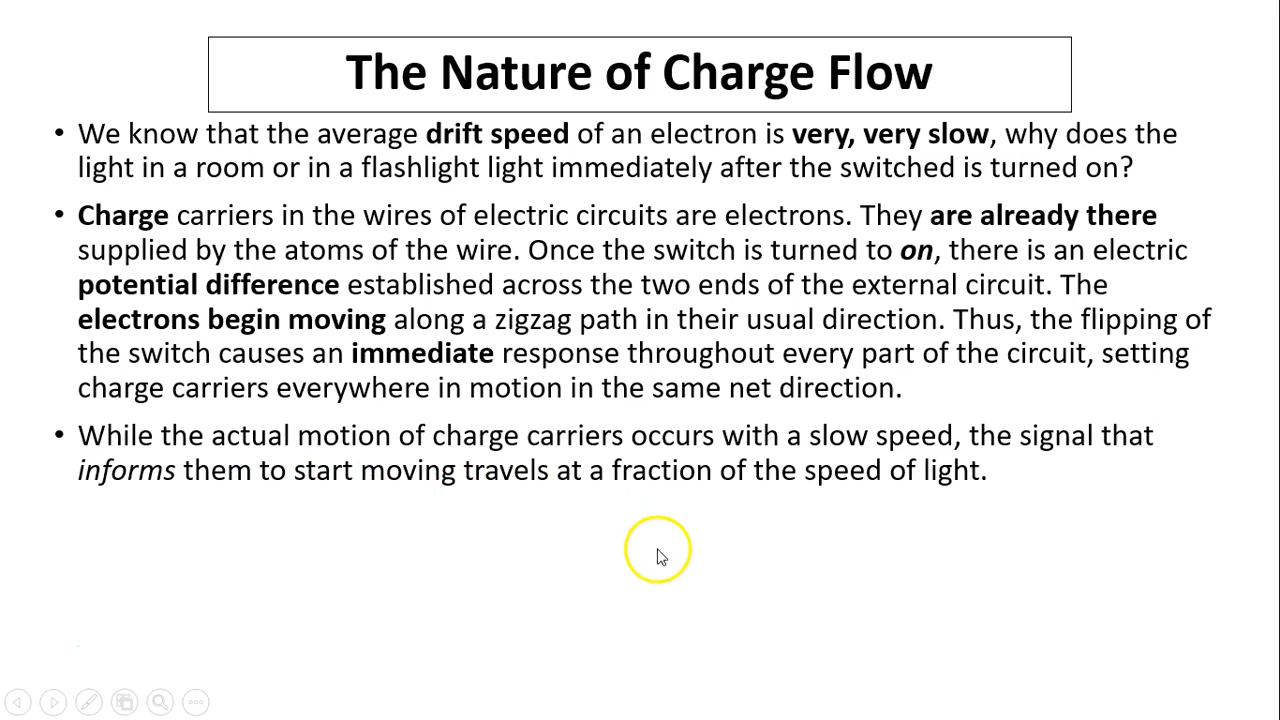 The Nature of Charge Flow
• We know that the average drift speed of an electron is very, very slow, why does the
light in a room or in a flashlight light immediately after the switched is turned on?
• Charge carriers in the wires of electric circuits are electrons. They are already there
supplied by the atoms of the wire. Once the switch is turned to on, there is an electric
potential difference established across the two ends of the external circuit. The
electrons begin moving along a zigzag path in their usual direction. Thus, the flipping of
the switch causes an immediate response throughout every part of the circuit, setting
charge carriers everywhere in motion in the same net direction.
• While the actual motion of charge carriers occurs with a slow speed, the signal that
informs them to start moving travels at a fraction of the speed of light.